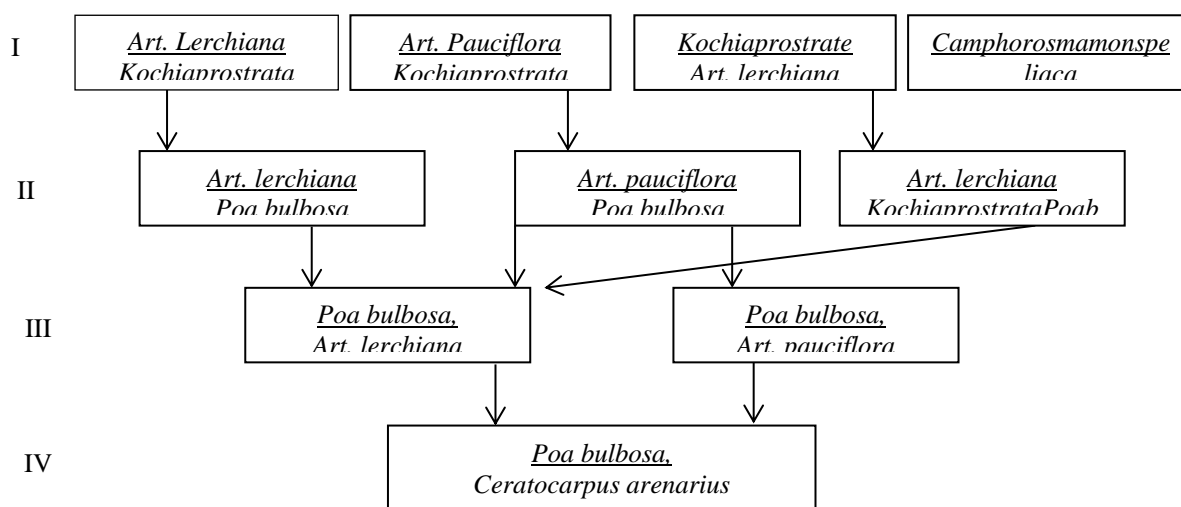 I
Art. Lerchiana
Kochiaprostrata
Art. Pauciflora
Kochiaprostrata
Kochiaprostrate
Art. lerchiana
Camphorosmamonspe
liaca
II
Art. lerchiana
Poa bulbosa
Art. pauciflora
Poa bulbosa
Art. lerchiana
KochiaprostrataPoab
III
Poa bulbosa,
Art. lerchiana
Poa bulbosa,
Art. pauciflora
IV
Poa bulbosa,
Ceratocarpus arenarius